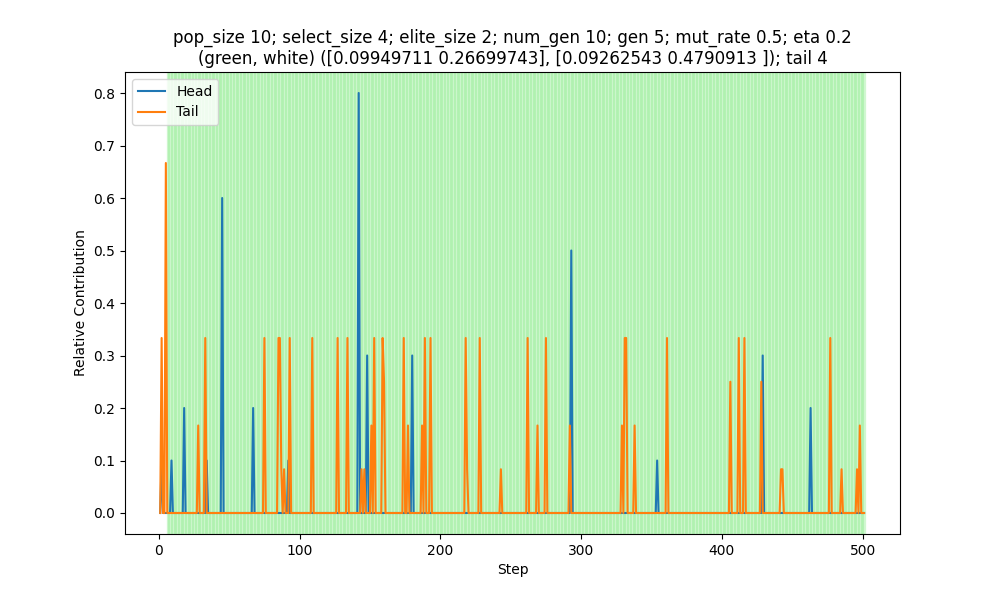 pop_size 10; select_size 4; elite_size 2; num_gen 10; gen 5; mut_rate 0.5; eta 0.2
(green, white) ([0.09949711 0.26699743], [0.09262543 0.4790913 ]); tail 4
Head
Tail
Relative Contribution
0.8
0.7
0.6
0.5
0.4
0.3
0.2
0.1
0.0
0
100
200
300
400
500
Step